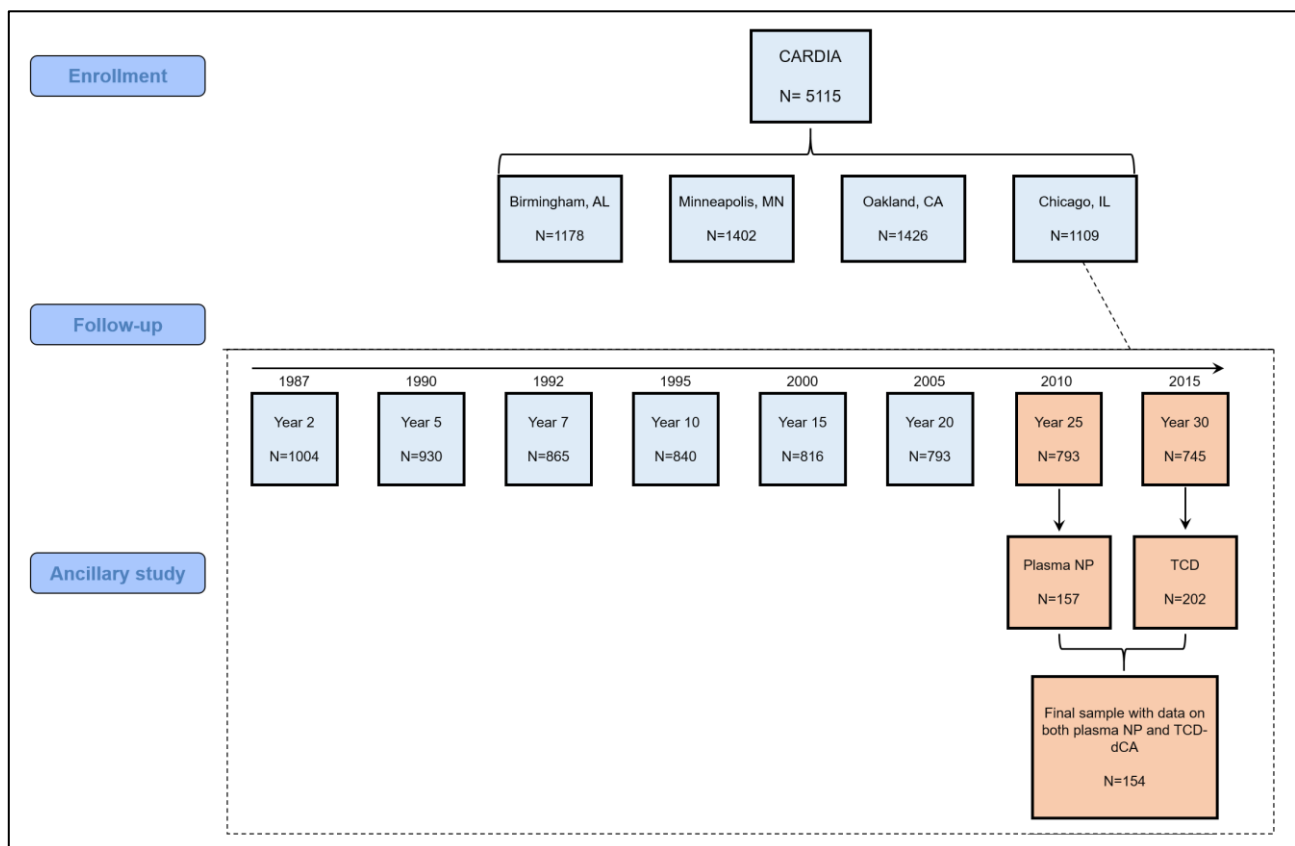 Enrollment
CARDIA
N= 5115
Birmingham, AL
N=1178
Minneapolis, MN
N=1402
Oakland, CA
N=1426
Chicago, IL
N=1109
Follow-up
1987
1990
1992
1995
2000
2005
2010
2015
Year 2
N=1004
Year 5
N=930
Year 7
N=865
Year 10
N=840
Year 15
N=816
Year 20
N=793
Year 25
N=793
Year 30
N=745
Ancillary study
Plasma NP
N=157
TCD
N=202
Final sample with data on
both plasma NP and TCD-
dCA
N=154